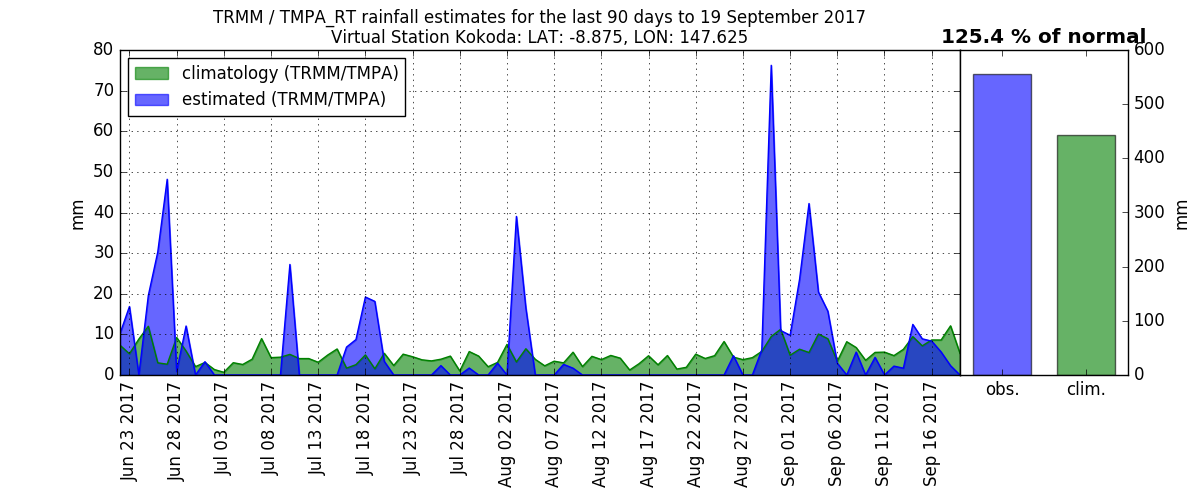 TRMM / TMPA_RT rainfall estimates for the last 90 days to 19 September 2017
Virtual Station Kokoda: LAT: -8.875, LON: 147.625
125.4 % of normal
climatology (TRMM/TMPA)
estimated (TRMM/TMPA)
80
70
60
50
40
30
20
10
0
mm
Jun 23 2017
Jun 28 2017
Jul 03 2017
Jul 08 2017
Jul 13 2017
Jul 18 2017
Jul 23 2017
Jul 28 2017
Aug 02 2017
Aug 07 2017
Aug 12 2017
Aug 17 2017
Aug 22 2017
Aug 27 2017
Sep 01 2017
Sep 06 2017
Sep 11 2017
Sep 16 2017
600
500
400
300
200
100
0
mm
obs.
clim.